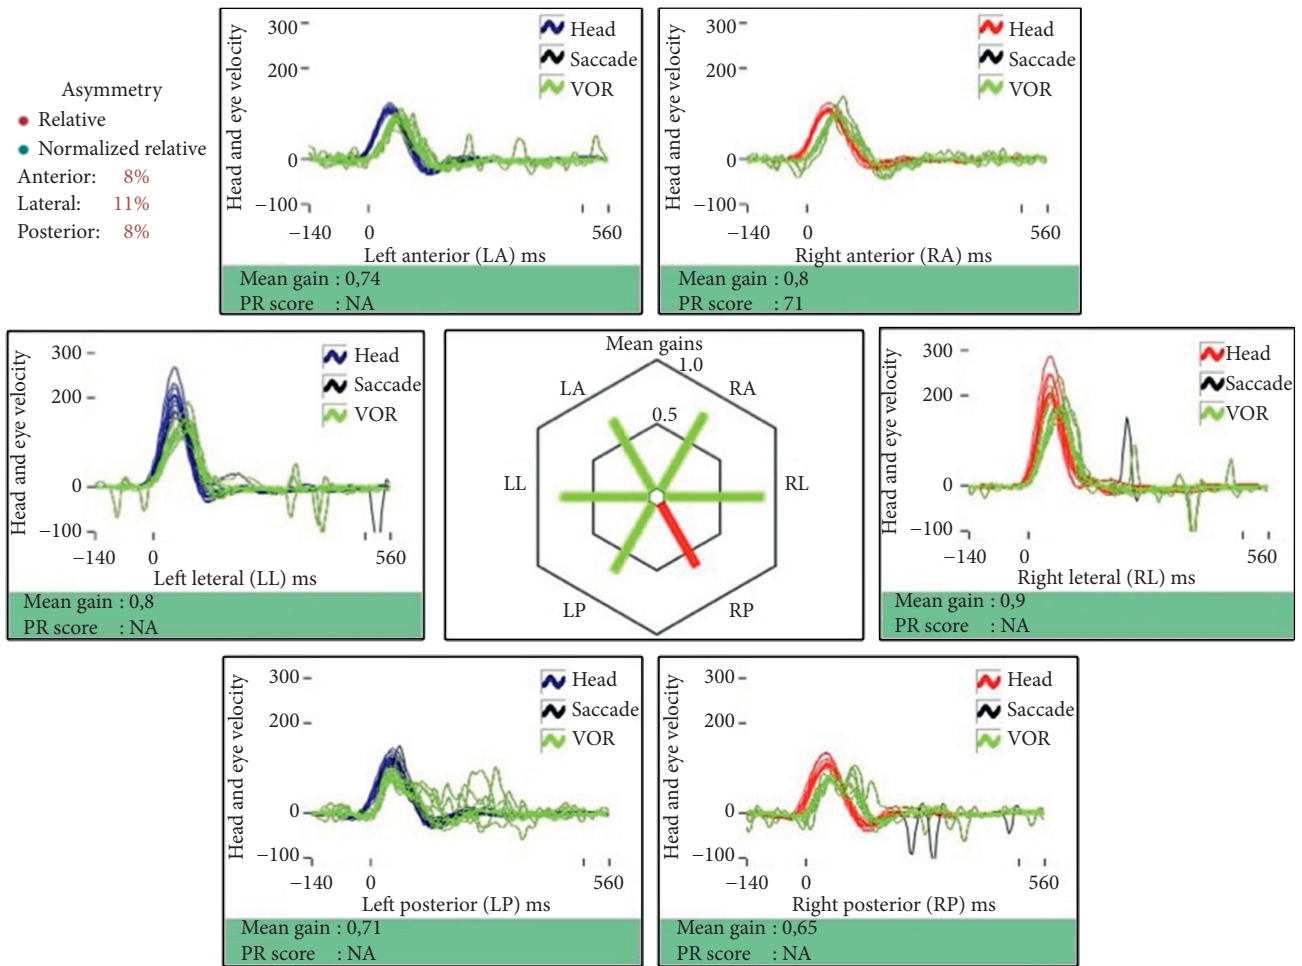 Asymmetry
Relative
Normalized relative
Anterior: 8%
Lateral: 11%
Posterior: 8%
Head and eye velocity
300
200
0
−100
−140
0
560
Head
Saccade
VOR
Left anterior (LA) ms
Mean gain : 0,74
PR score : NA
Head and eye velocity
300
200
0
−100
−140
0
560
Head
Saccade
VOR
Right anterior (RA) ms
Mean gain : 0,8
PR score : 71
Head and eye velocity
300
200
0
−100
−140
0
560
Head
Saccade
VOR
Left leteral (LL) ms
Mean gain : 0,8
PR score : NA
Mean gains
1.0
0.5
LA
RA
LL
RL
LP
RP
Head and eye velocity
300
200
0
−100
−140
0
560
Head
Saccade
VOR
Right leteral (RL) ms
Mean gain : 0,9
PR score : NA
Head and eye velocity
300
200
0
−100
−140
0
560
Head
Saccade
VOR
Left posterior (LP) ms
Mean gain : 0,71
PR score : NA
Head and eye velocity
300
200
0
−100
−140
0
560
Head
Saccade
VOR
Right posterior (RP) ms
Mean gain : 0,65
PR score : NA